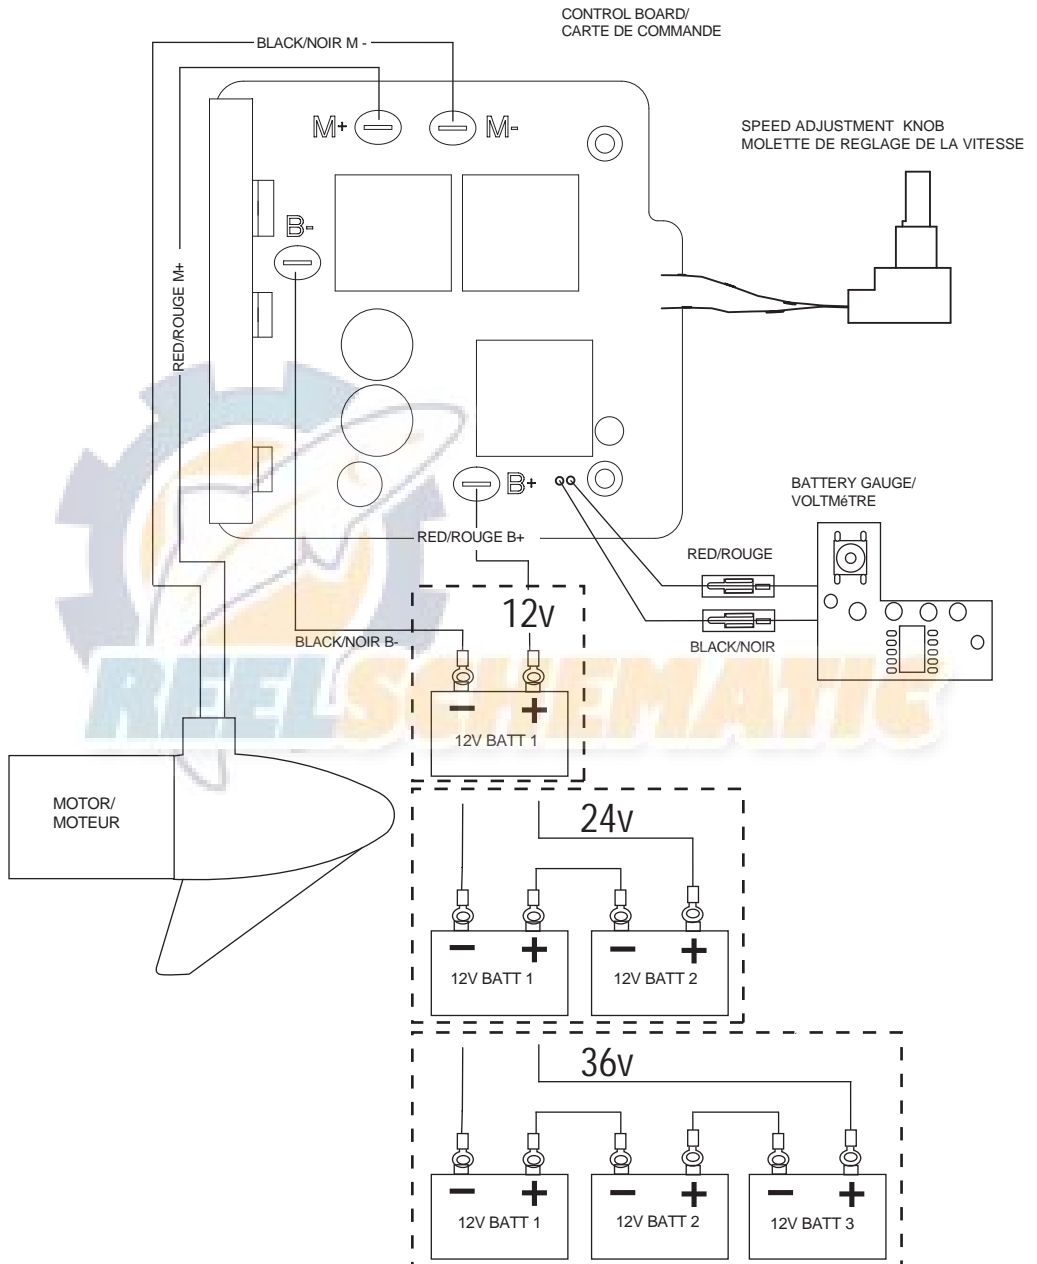 CONTROL BOARD/
CARTE DE COMMANDE
BLACK/NOIR M -
M+
M-
SPEED ADJUSTMENT KNOB
MOLETTE DE REGLAGE DE LA VITESSE
B-
RED/ROUGE M+
B+
BATTERY GAUGE/
VOLTMéTRE
RED/ROUGE B+
RED/ROUGE
12v
BLACK/NOIR B-
BLACK/NOIR
REELSCHEMATIC
- +
12V BATT 1
MOTOR/
MOTEUR
24v
- + - +
12V BATT 1
12V BATT 2
36v
- + - + - +
12V BATT 1
12V BATT 2
12V BATT 3